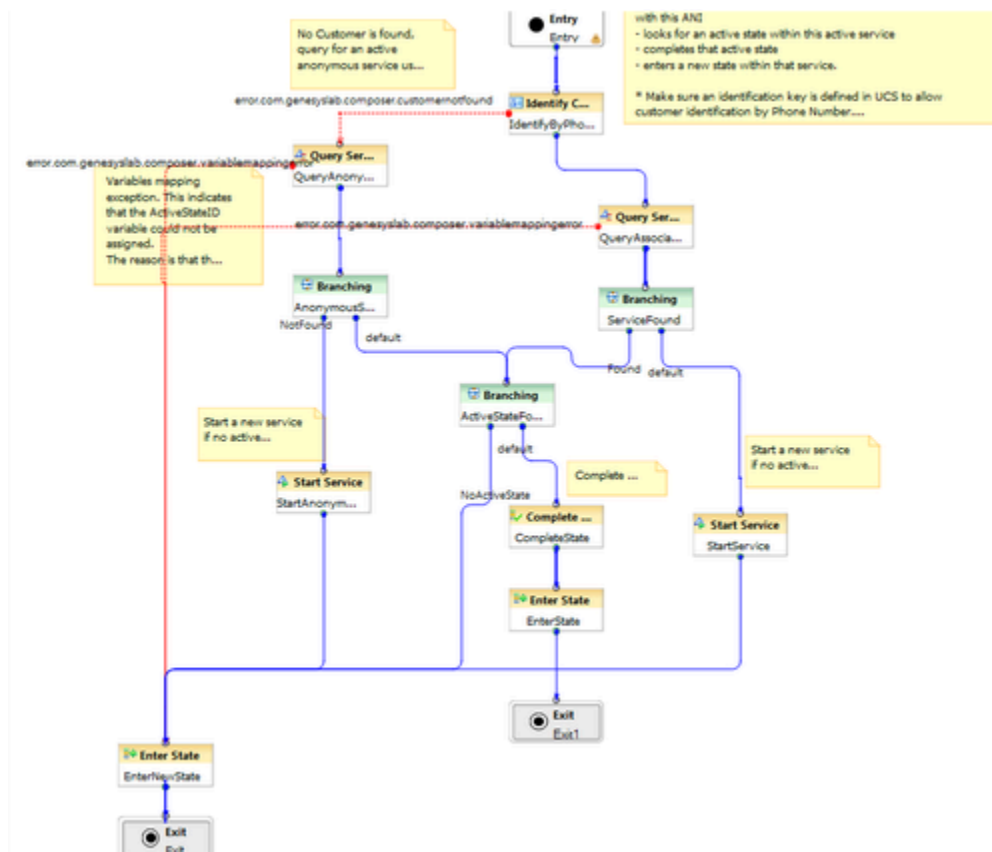 with this ANI
- looks for an active state within this active service
- completes that active state
- enters a new state within that service.
* Make sure an identification key is defined in UCS to allow
customer identification by Phone Number....
Entry
Entry
No Customer is found,
query for an active
anonymous service us...
error.com.genesyslab.composer.customernotfound
Identify C...
IdentifyByPho...
Query Ser...
QueryAnony...
error.com.genesyslab.composer.variablemappingerror
Variables mapping
exception. This indicates
that the ActiveStateID
variable could not be
assigned.
The reason is that th...
Query Ser...
QueryAssocia...
error.com.genesyslab.composer.variablemappingerror
Branching
AnonymousS...
NotFound
default
Branching
ServiceFound
Found
default
Branching
ActiveStateFo...
default
NoActiveState
Start a new service
if no active...
Start Service
StartAnonym...
Complete ...
Complete ...
CompleteState
Start a new service
if no active...
Start Service
StartService
Enter State
EnterState
Exit
Exit1
Enter State
EnterNewState
Exit
Exit